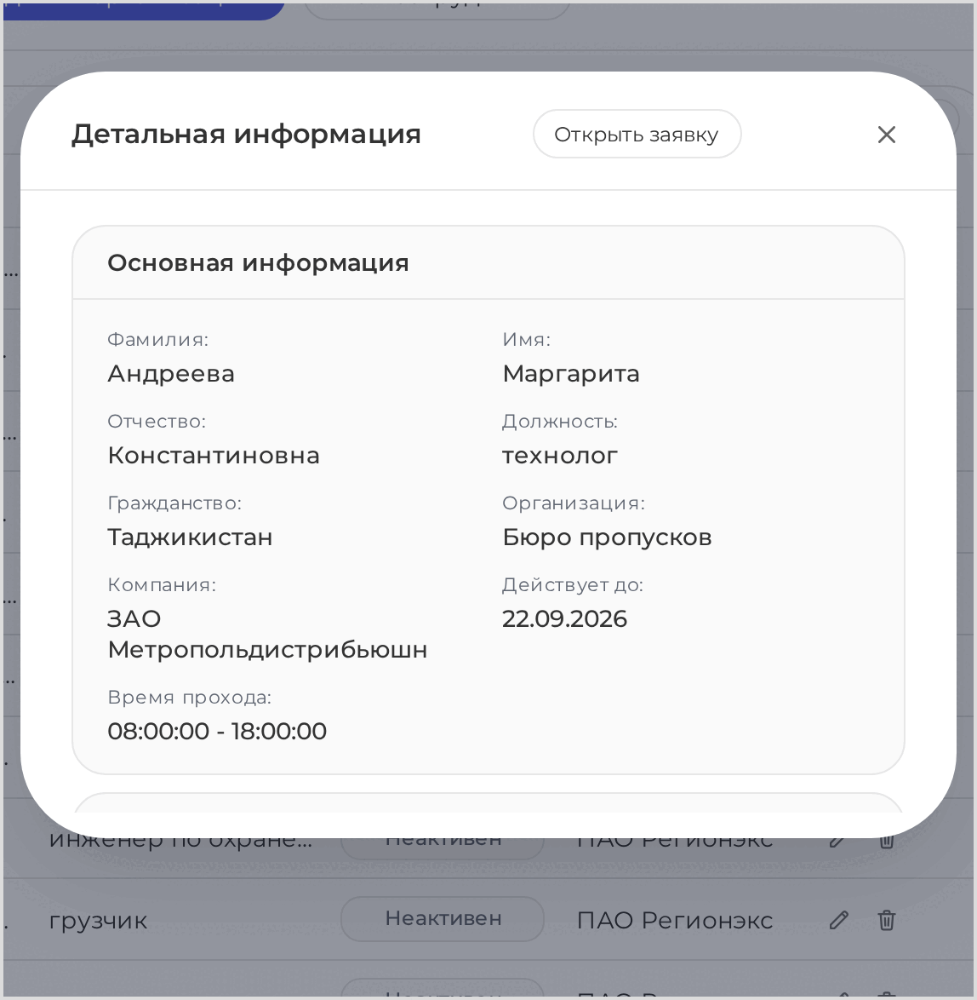 Детальная информация
Открыть заявку
Основная информация
Фамилия:
Андреева
Имя:
Маргарита
Отчество:
Константиновна
Должность:
технолог
Гражданство:
Таджикистан
Организация:
Бюро пропусков
Компания:
ЗАО
Метропольдистрибьюшн
Действует до:
22.09.2026
Время прохода:
08:00:00 - 18:00:00
инженер по охране... Неактивен ПАО Регионэкс
грузчик Неактивен ПАО Регионэкс
Неактивен